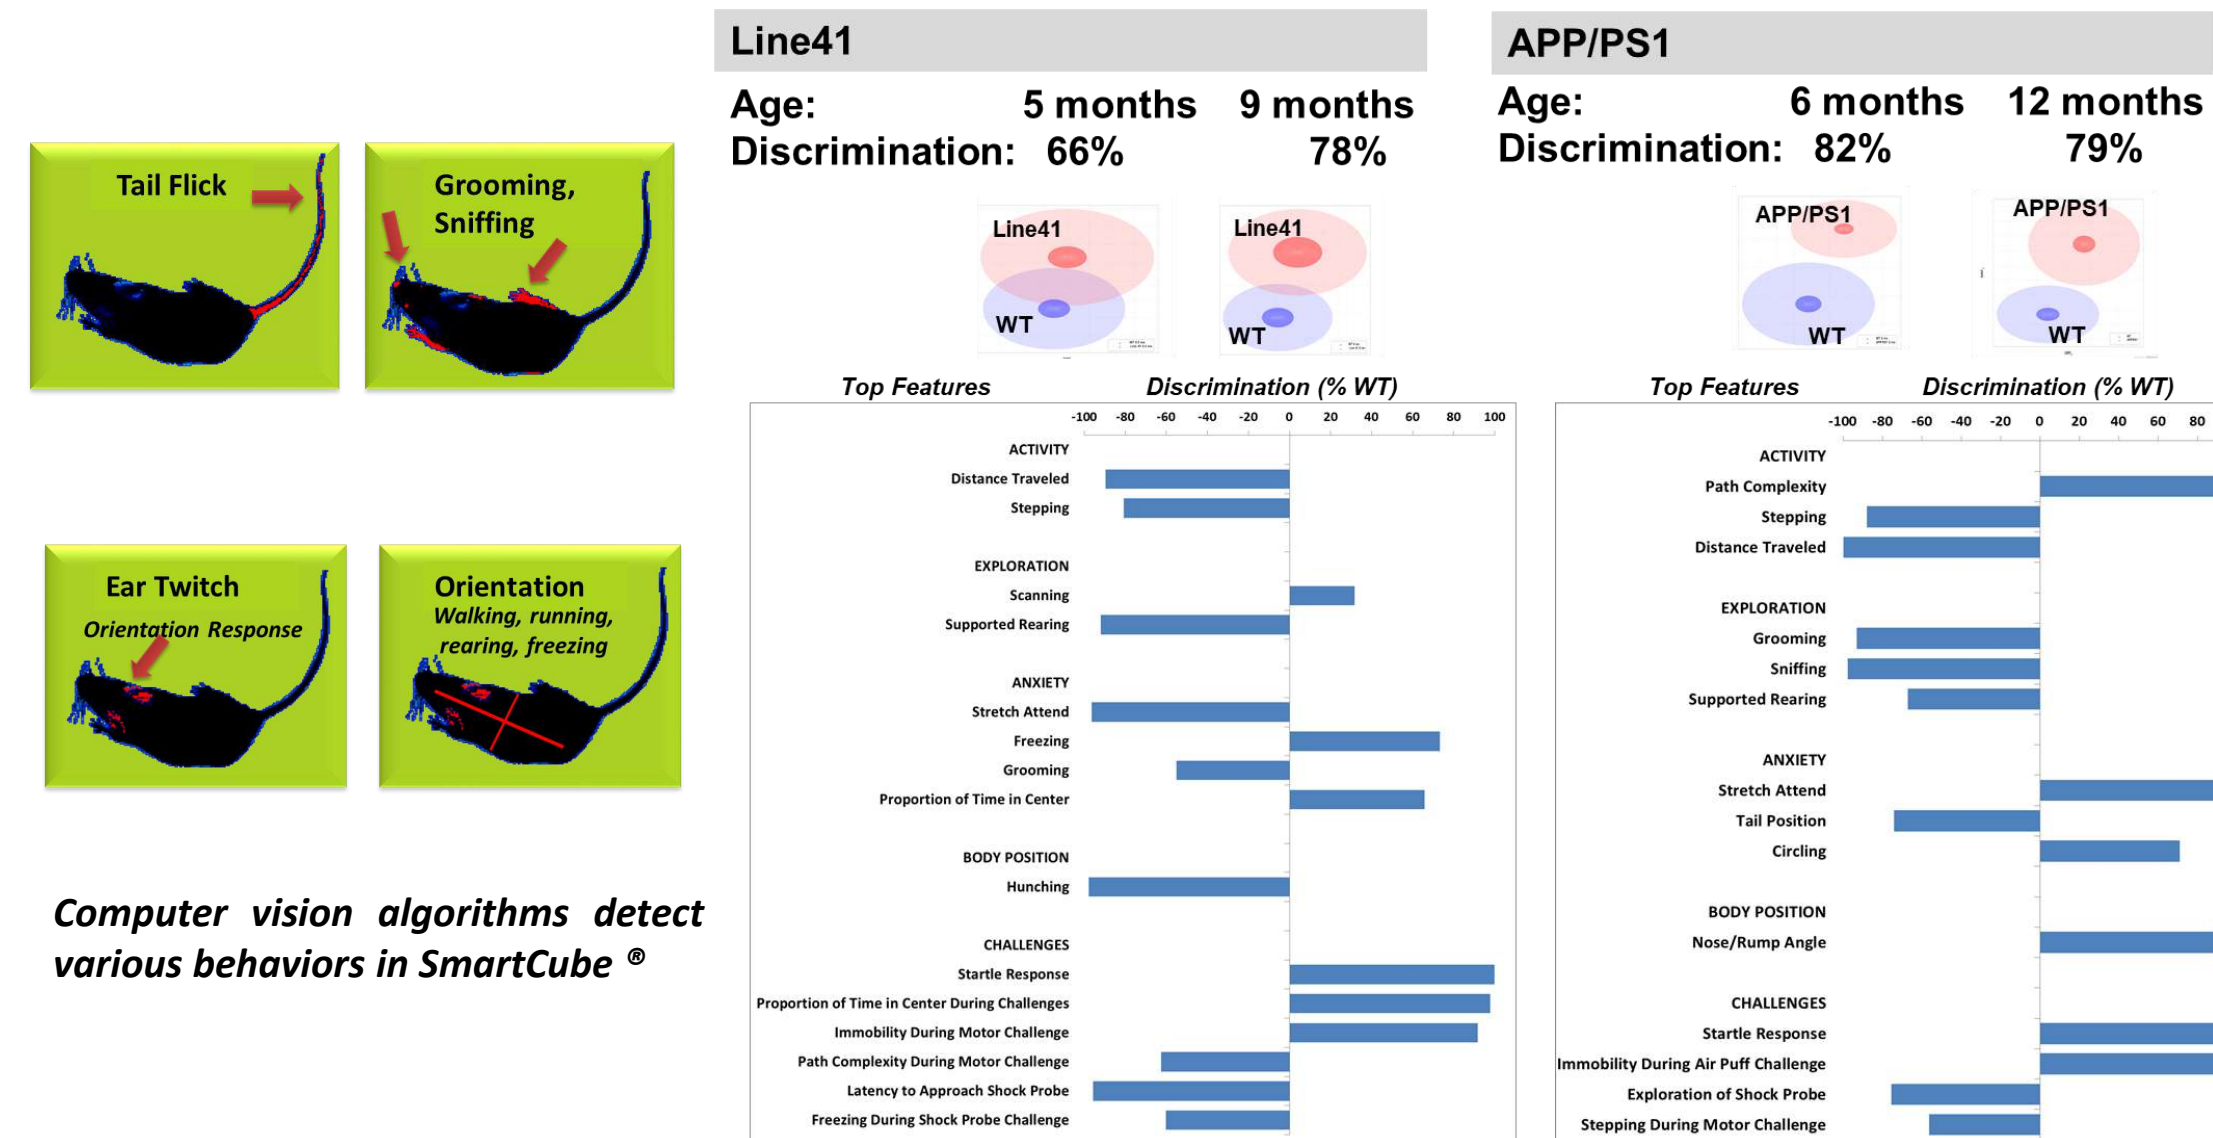 Tail Flick
Grooming,
Sniffing
Ear Twitch
Orientation Response
Orientation
Walking, running,
rearing, freezing
Computer vision algorithms detect
various behaviors in SmartCube ®
Line41
Age: 5 months 9 months
Discrimination: 66% 78%
Line41
WT
Line41
WT
Top Features Discrimination (% WT)
-100 -80 -60 -40 -20 0 20 40 60 80 100
ACTIVITY
Distance Traveled
Stepping
EXPLORATION
Scanning
Supported Rearing
ANXIETY
Stretch Attend
Freezing
Grooming
Proportion of Time in Center
BODY POSITION
Hunching
CHALLENGES
Startle Response
Proportion of Time in Center During Challenges
Immobility During Motor Challenge
Path Complexity During Motor Challenge
Latency to Approach Shock Probe
Freezing During Shock Probe Challenge
APP/PS1
Age: 6 months 12 months
Discrimination: 82% 79%
APP/PS1
WT
APP/PS1
WT
Top Features Discrimination (% WT)
-100 -80 -60 -40 -20 0 20 40 60 80
ACTIVITY
Path Complexity
Stepping
Distance Traveled
EXPLORATION
Grooming
Sniffing
Supported Rearing
ANXIETY
Stretch Attend
Tail Position
Circling
BODY POSITION
Nose/Rump Angle
CHALLENGES
Startle Response
Immobility During Air Puff Challenge
Exploration of Shock Probe
Stepping During Motor Challenge